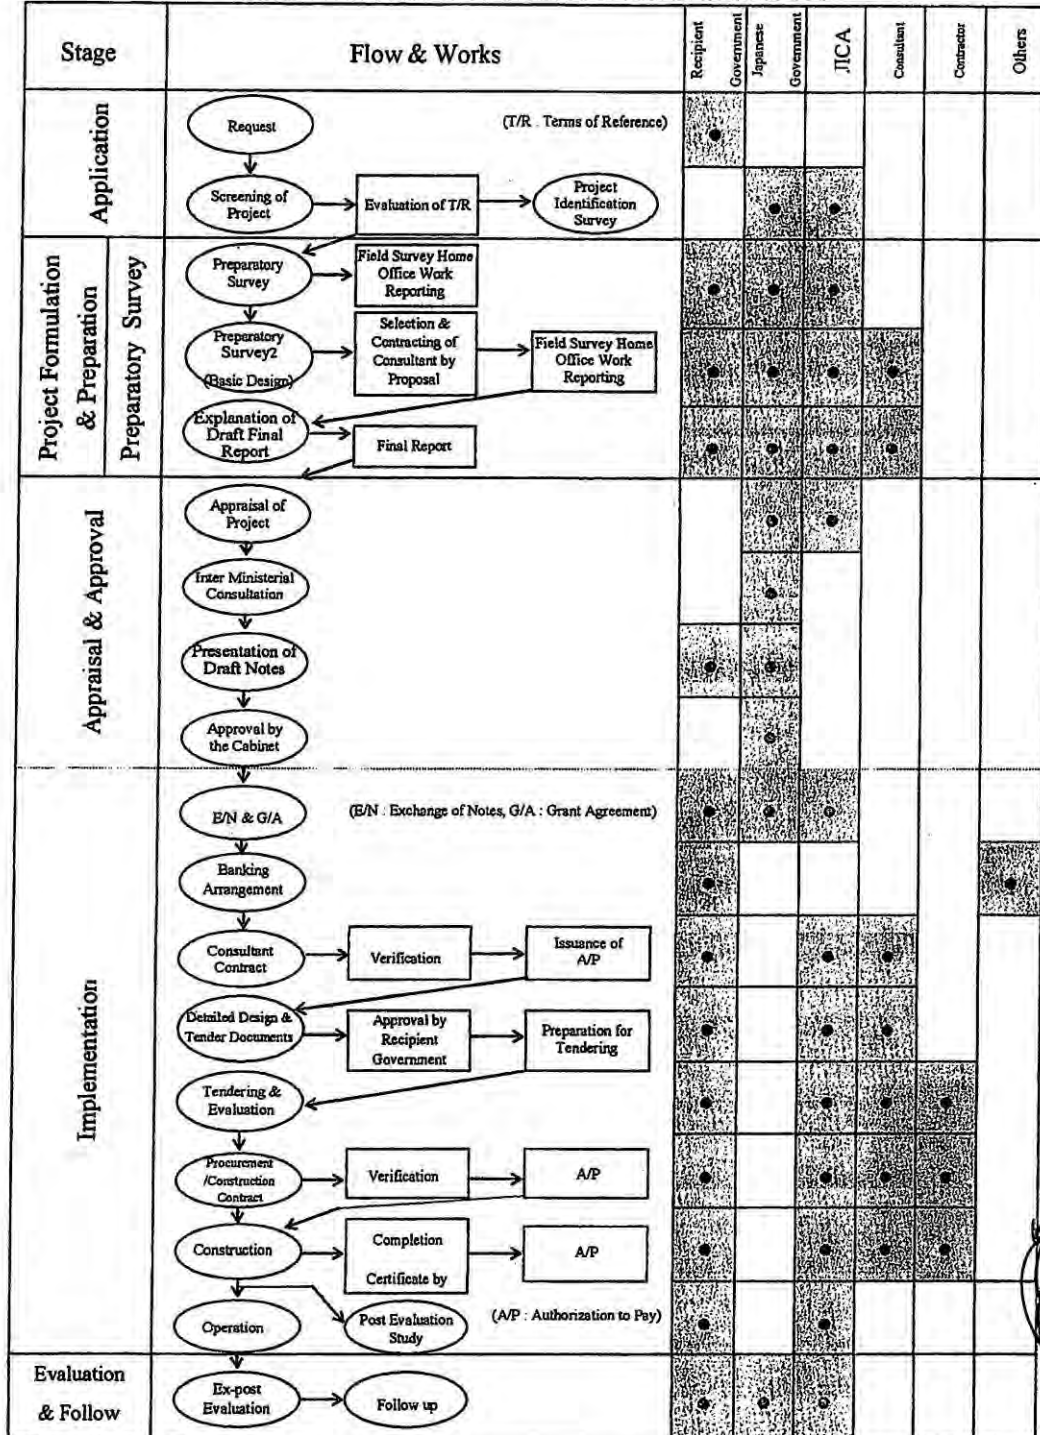 Stage
Flow & Works
Recipient
Government
Japanese
Government
JICA
Consultant
Contractor
Others
Application
Request
(T/R : Terms of Reference)
Screening of
Project
Evaluation of T/R
Project
Identification
Survey
Project Formulation
& Preparation
Preparatory Survey
Preparatory
Survey
Field Survey Home
Office Work
Reporting
Preparatory
Survey2
(Basic Design)
Selection &
Contracting of
Consultant by
Proposal
Field Survey Home
Office Work
Reporting
Explanation of
Draft Final
Report
Final Report
Appraisal & Approval
Appraisal of
Project
Inter Ministerial
Consultation
Presentation of
Draft Notes
Approval by
the Cabinet
Implementation
E/N & G/A
(E/N : Exchange of Notes, G/A : Grant Agreement)
Banking
Arrangement
Consultant
Contract
Verification
Issuance of
A/P
Detailed Design &
Tender Documents
Approval by
Recipient
Government
Preparation for
Tendering
Tendering &
Evaluation
Procurement
/Construction
Contract
Verification
A/P
Construction
Completion
Certificate by
A/P
Operation
Post Evaluation
Study
(A/P : Authorization to Pay)
Evaluation
& Follow
Ex-post
Evaluation
Follow up